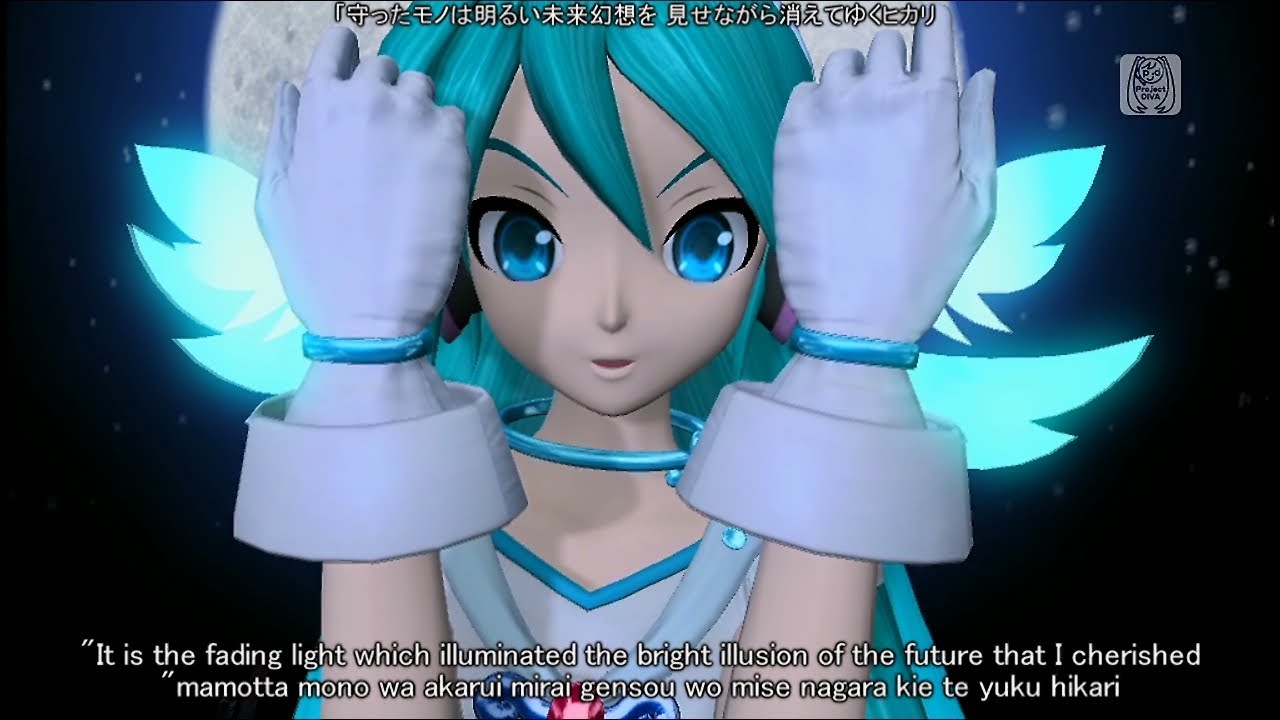 「守ったモノは明るい未来幻想を 見せながら消えてゆくヒカリ
Project
DIVA
"It is the fading light which illuminated the bright illusion of the future that I cherished
"mamotta mono wa akarui mirai gensou wo mise nagara kie te yuku hikari